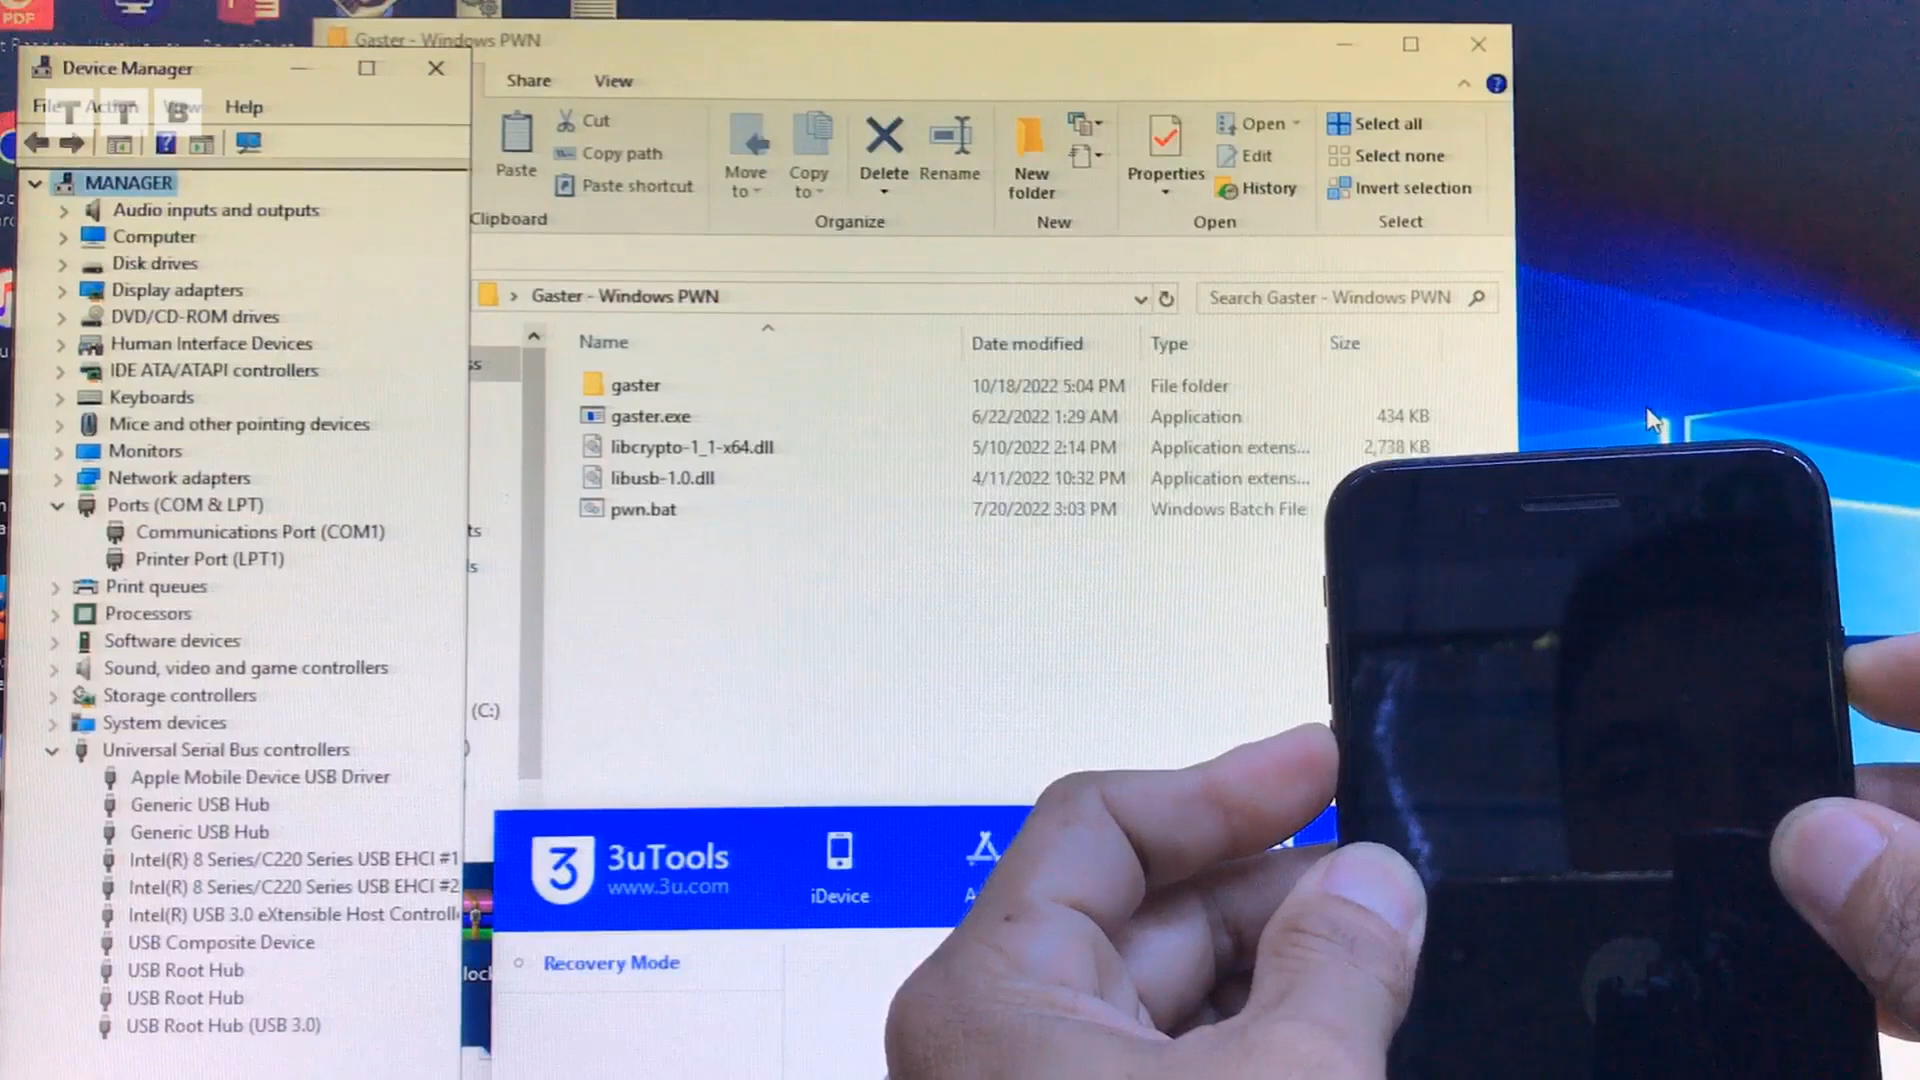 PDF
Gaster - Windows PWN
Device Manager
Share
View
File
Action
View
Help
TTB
Cut
Copy path
Paste shortcut
Paste
Clipboard
Move to
Copy to
Delete
Rename
Organize
New folder
New
Properties
Open
Edit
History
Open
Select all
Select none
Invert selection
Select
Gaster - Windows PWN
Search Gaster - Windows PWN
Name
Date modified
Type
Size
gaster
10/18/2022 5:04 PM
File folder
gaster.exe
6/22/2022 1:29 AM
Application
434 KB
libcrypto-1_1-x64.dll
5/10/2022 2:14 PM
Application extens...
2,738 KB
libusb-1.0.dll
4/11/2022 10:32 PM
Application extens...
pwn.bat
7/20/2022 3:03 PM
Windows Batch File
MANAGER
Audio inputs and outputs
Computer
Disk drives
Display adapters
DVD/CD-ROM drives
Human Interface Devices
IDE ATA/ATAPI controllers
Keyboards
Mice and other pointing devices
Monitors
Network adapters
Ports (COM & LPT)
Communications Port (COM1)
Printer Port (LPT1)
Print queues
Processors
Software devices
Sound, video and game controllers
Storage controllers
System devices
Universal Serial Bus controllers
Apple Mobile Device USB Driver
Generic USB Hub
Generic USB Hub
Intel(R) 8 Series/C220 Series USB EHCI #1
Intel(R) 8 Series/C220 Series USB EHCI #2
Intel(R) USB 3.0 eXtensible Host Controll
USB Composite Device
USB Root Hub
USB Root Hub
USB Root Hub (USB 3.0)
(C:)
3uTools
www.3u.com
iDevice
Recovery Mode